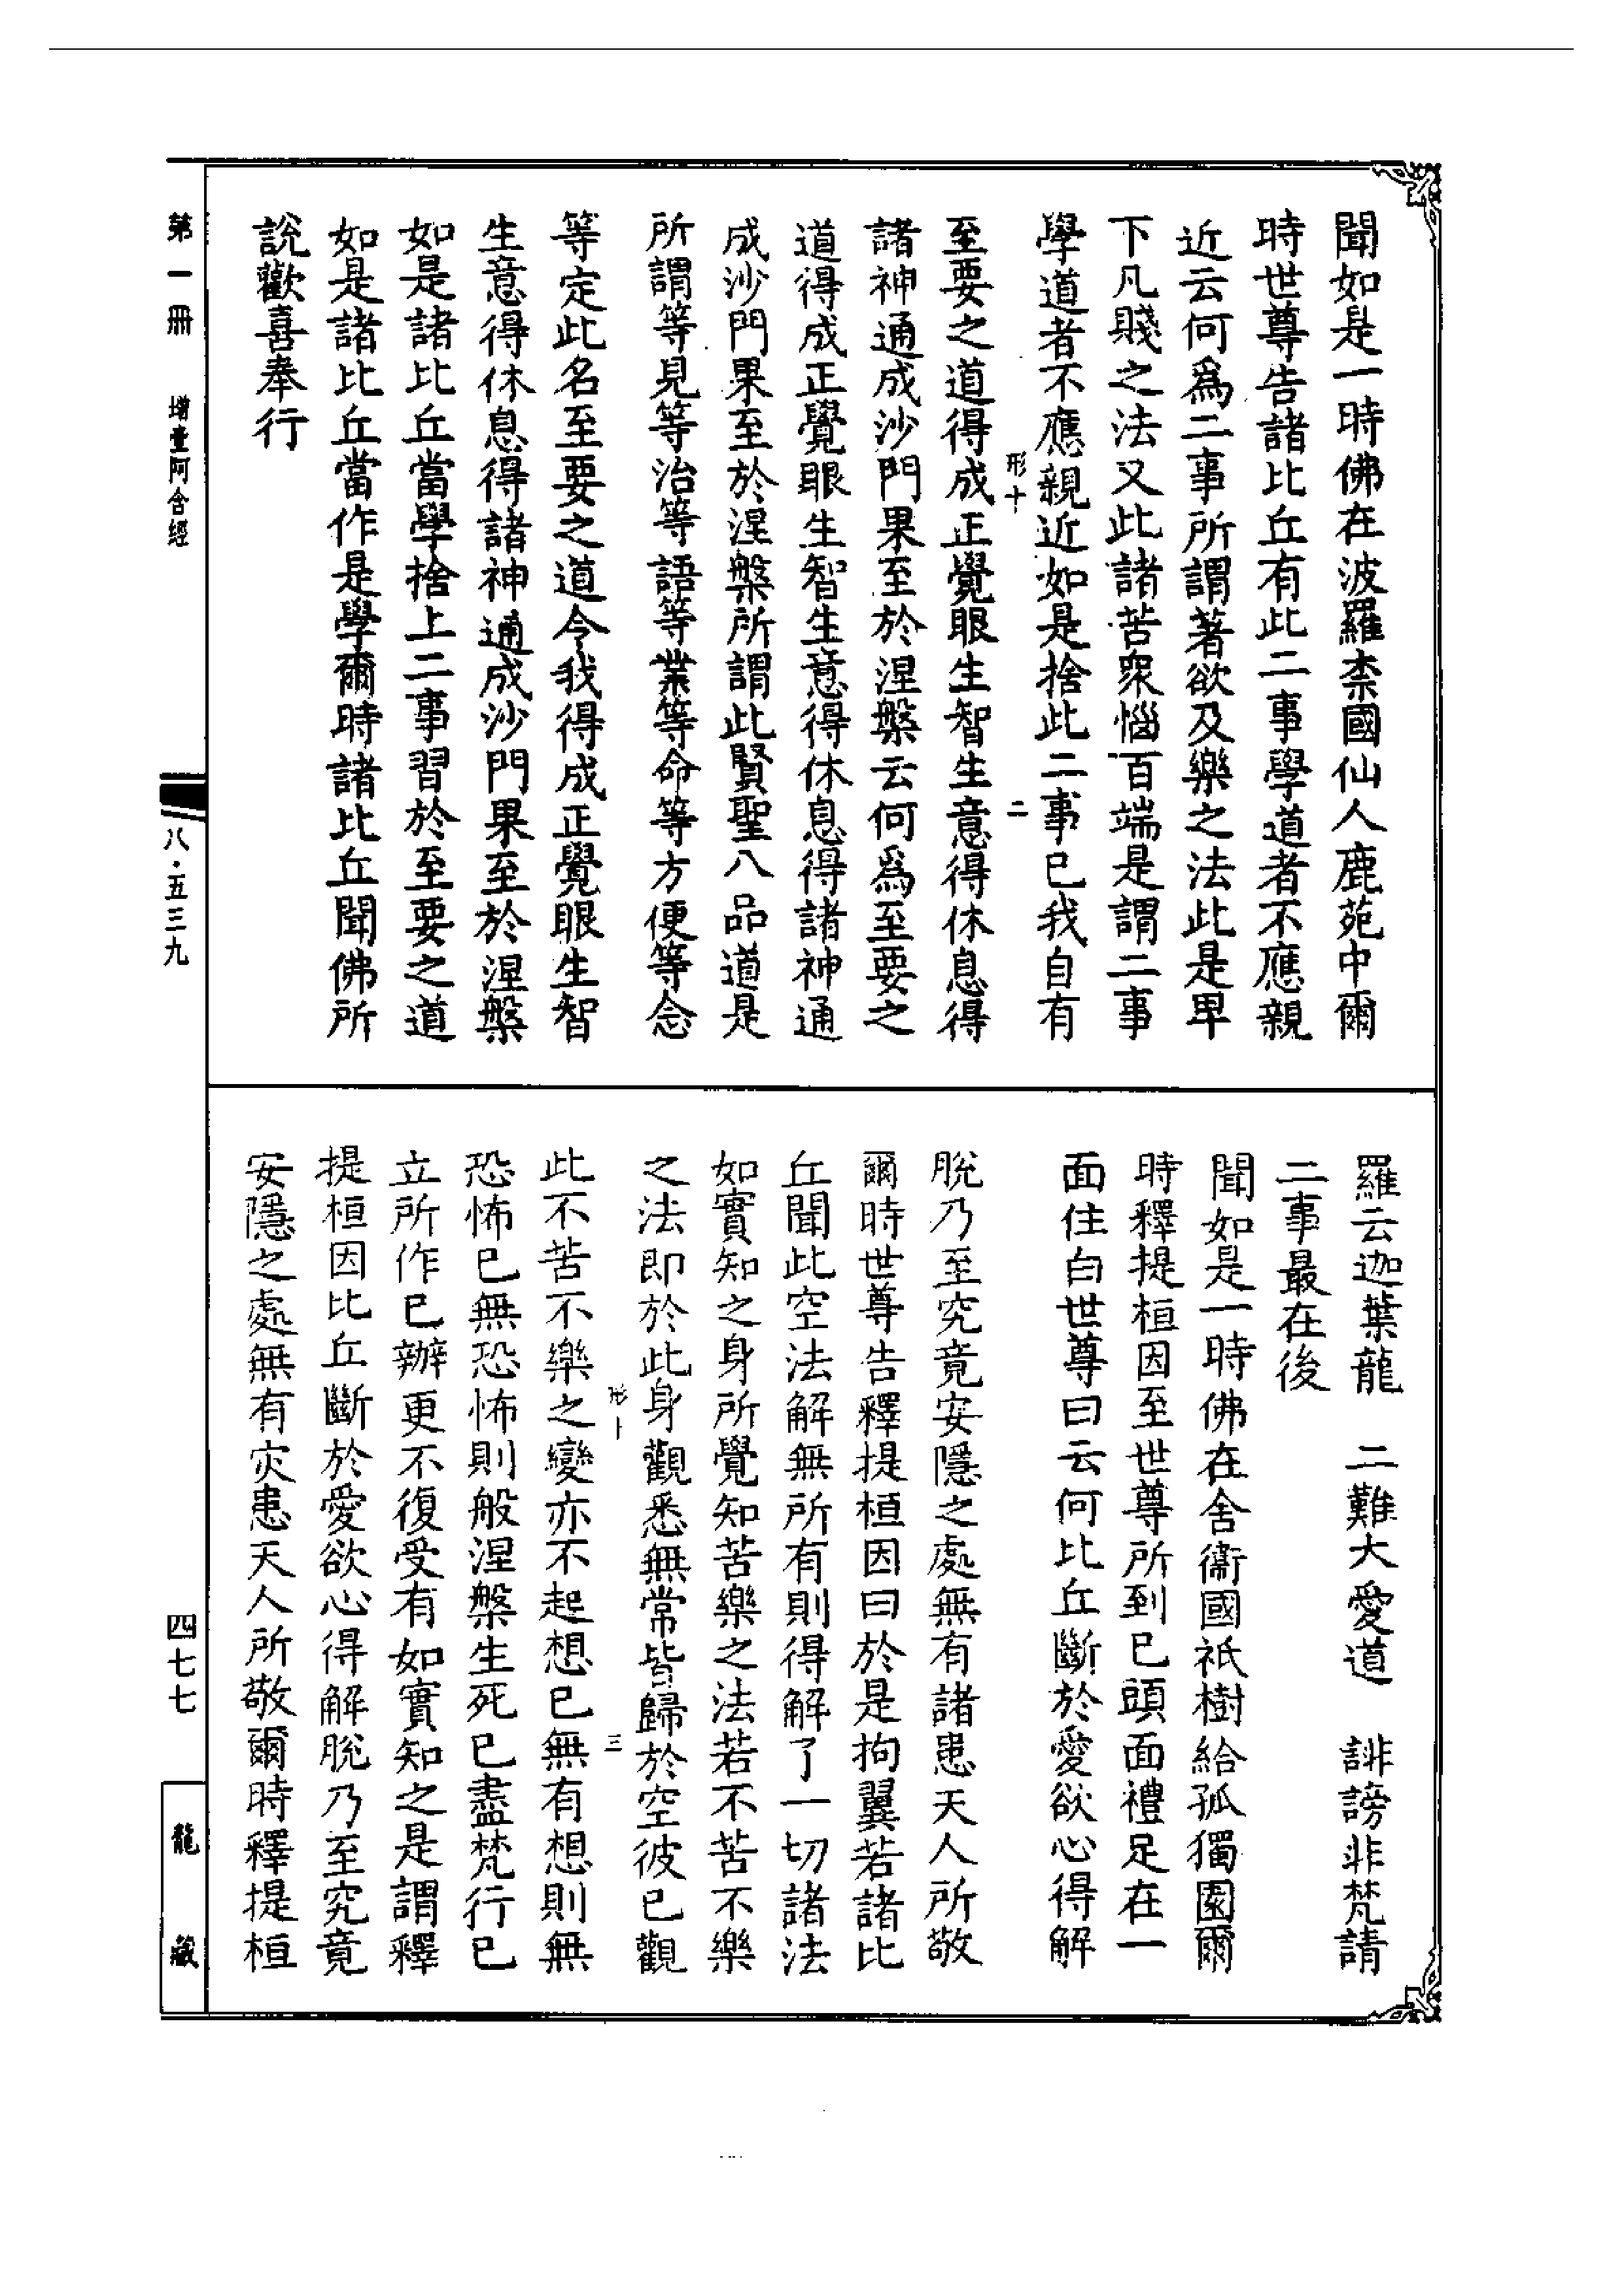 聞如是一時佛在波羅柰國仙人鹿苑中爾
時世尊告諸比丘有此二事學道者不應親
近云何爲二事所謂著欲及樂之法此是卑
下凡賤之法又此諸苦衆惱百端是謂二事
學道者不應親近如是捨此二事已我自有
形十 二
至要之道得成正覺眼生智生意得休息得
諸神通成沙門果至於涅槃云何爲至要之
道得成正覺眼生智生意得休息得諸神通
成沙門果至於涅槃所謂此賢聖八品道是
所謂等見等治等語等業等命等方便等念
等定此名至要之道令我得成正覺眼生智
生意得休息得諸神通成沙門果至於涅槃
如是諸比丘當學捨上二事習於至要之道
如是諸比丘當作是學爾時諸比丘聞佛所
說歡喜奉行
羅云迦葉龍 二難大愛道 誹謗非梵請
二事最在後
聞如是一時佛在舍衞國祇樹給孤獨園爾
時釋提桓因至世尊所到已頭面禮足在一
面住白世尊曰云何比丘斷於愛欲心得解
脫乃至究竟安隱之處無有諸患天人所敬
爾時世尊告釋提桓因曰於是拘翼若諸比
丘聞此空法解無所有則得解了一切諸法
如實知之身所覺知苦樂之法若不苦不樂
之法即於此身觀悉無常皆歸於空彼已觀
形十 三
此不苦不樂之變亦不起想已無有想則無
恐怖已無恐怖則般涅槃生死已盡梵行已
立所作已辦更不復受有如實知之是謂釋
提桓因比丘斷於愛欲心得解脫乃至究竟
安隱之處無有灾患天人所敬爾時釋提桓
第一冊 增壹阿含經
八·五三九
四七七
龍藏